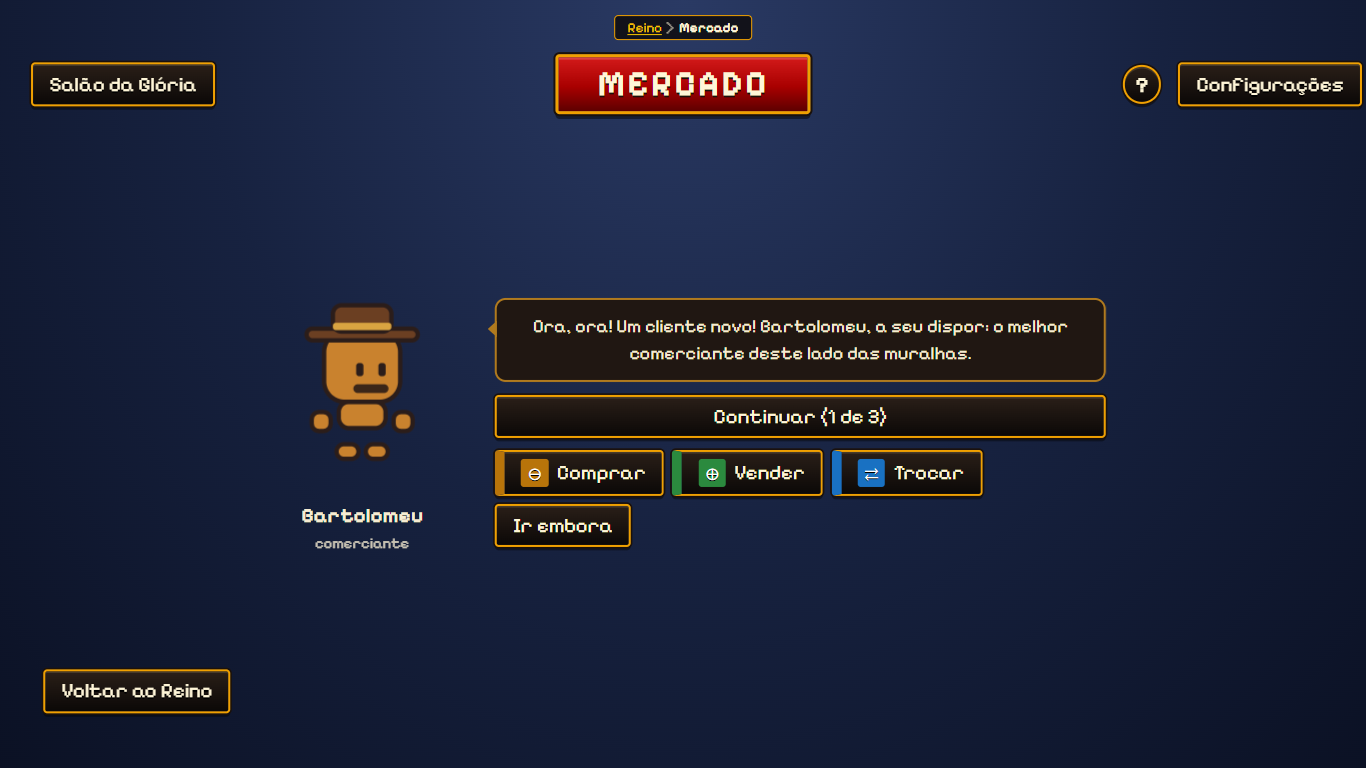 Reino > Mercado
Salão da Glória
MERCADO
?
Configurações
Ora, ora! Um cliente novo! Bartolomeu, a seu dispor: o melhor
comerciante deste lado das muralhas.
Continuar (1 de 3)
Comprar
Vender
Trocar
Ir embora
Bartolomeu
comerciante
Voltar ao Reino